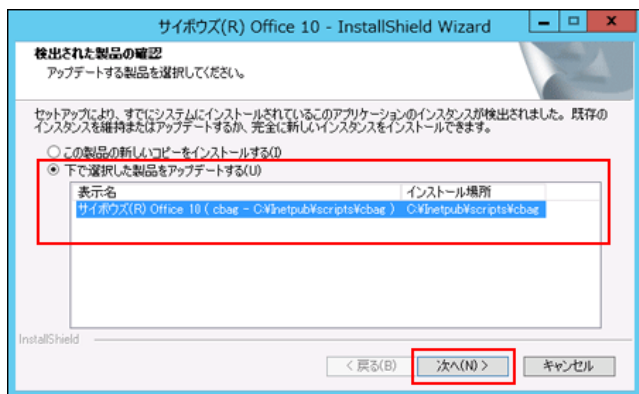 サイボウズ(R) Office 10 - InstallShield Wizard
検出された製品の確認
アップデートする製品を選択してください。
セットアップにより、すでにシステムにインストールされているこのアプリケーションのインスタンスが検出されました。既存の
インスタンスを維持またはアップデートするか、完全に新しいインスタンスをインストールできます。
この製品の新しいコピーをインストールする(I)
下で選択した製品をアップデートする(U)
表示名 インストール場所
サイボウズ(R) Office 10 ( cbag - C:¥Inetpub¥scripts¥cbag ) C:¥Inetpub¥scripts¥cbag
InstallShield
< 戻る(B) 次へ(N) > キャンセル